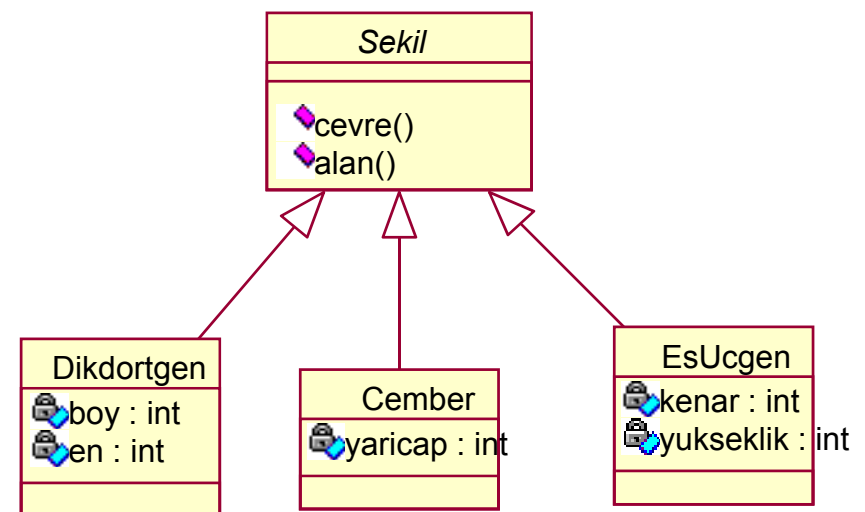 Sekil
cevre()
alan()
Dikdortgen
boy : int
en : int
Cember
yaricap : int
EsUcgen
kenar : int
yukseklik : int